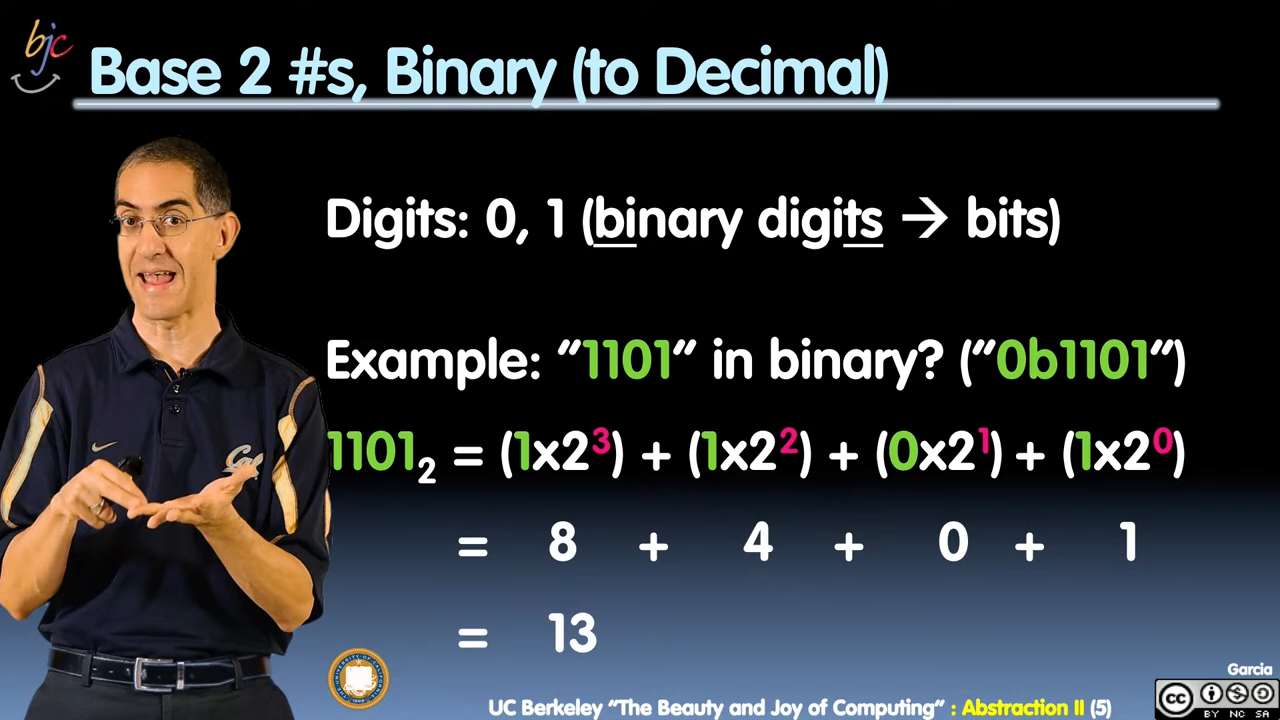 bjc
Base 2 #s, Binary (to Decimal)
Digits: 0, 1 (binary digits → bits)
Example: "1101" in binary? ("0b1101")
1101₂ = (1x2³) + (1x2²) + (0x2¹) + (1x2⁰)
= 8 + 4 + 0 + 1
= 13
Cal
Garcia
UC Berkeley "The Beauty and Joy of Computing" : Abstraction II (5)
cc
BY NC SA